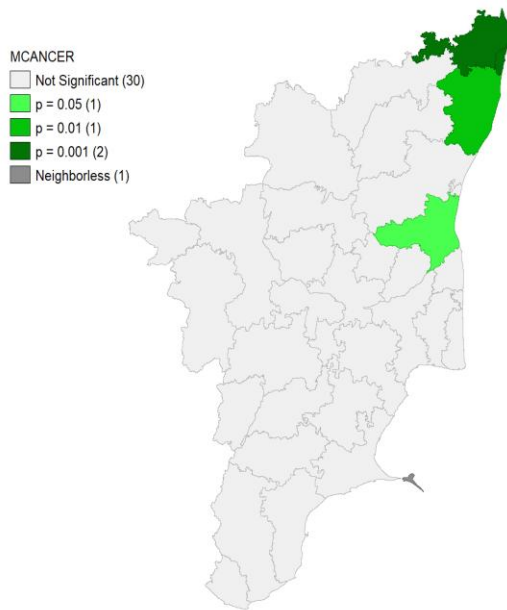 MCANCER
Not Significant (30)
p = 0.05 (1)
p = 0.01 (1)
p = 0.001 (2)
Neighborless (1)